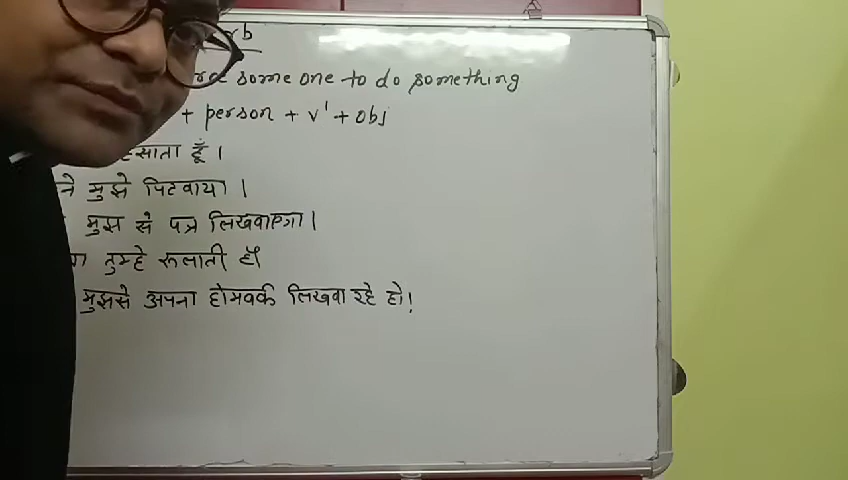 some one to do something
+ person + v' + obj
हूँ।
मुझे पिटवाया।
मुझ से पत्र लिखवाएगा।
तुम्हे रूलाती हो
मुझसे अपना होमवर्क लिखवा रहे हो!